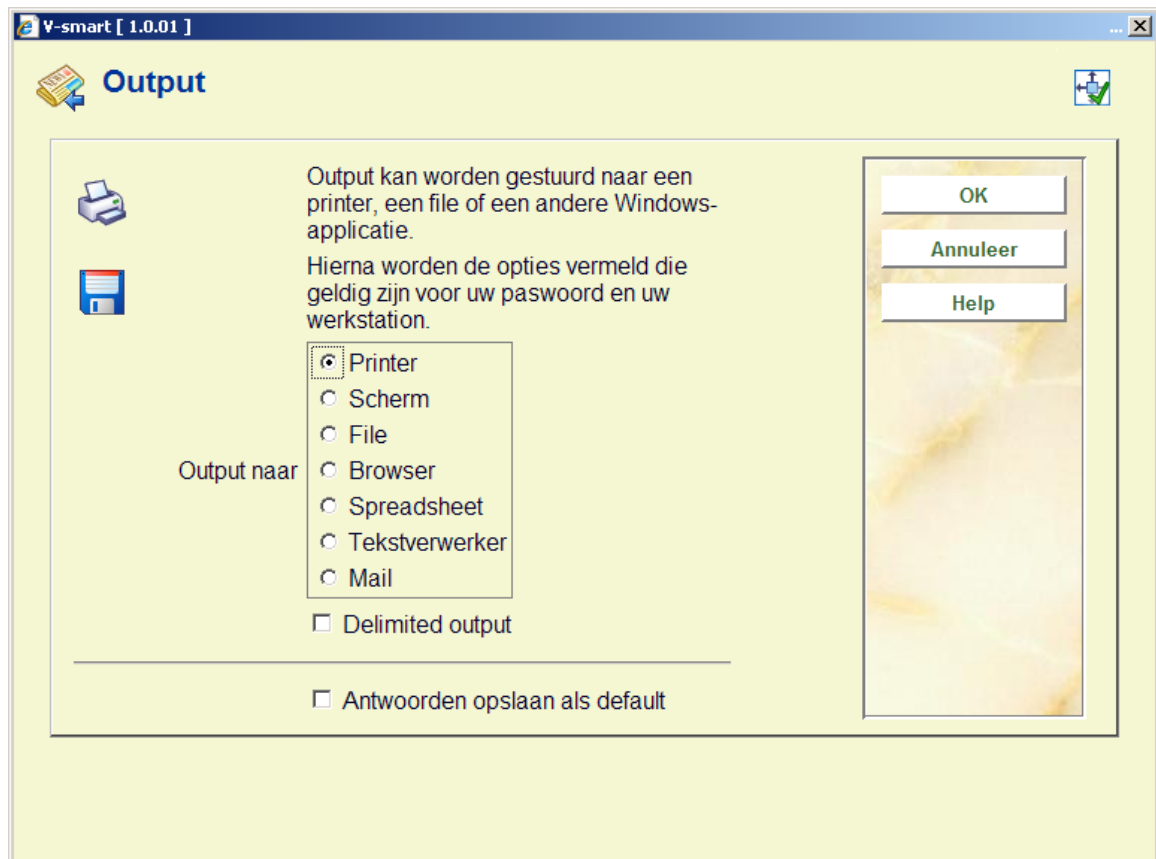 V-smart [ 1.0.01 ]
...
Output
Output kan worden gestuurd naar een
printer, een file of een andere Windows-
applicatie.
Hierna worden de opties vermeld die
geldig zijn voor uw paswoord en uw
werkstation.
Output naar
Printer
Scherm
File
Browser
Spreadsheet
Tekstverwerker
Mail
Delimited output
Antwoorden opslaan als default
OK
Annuleer
Help